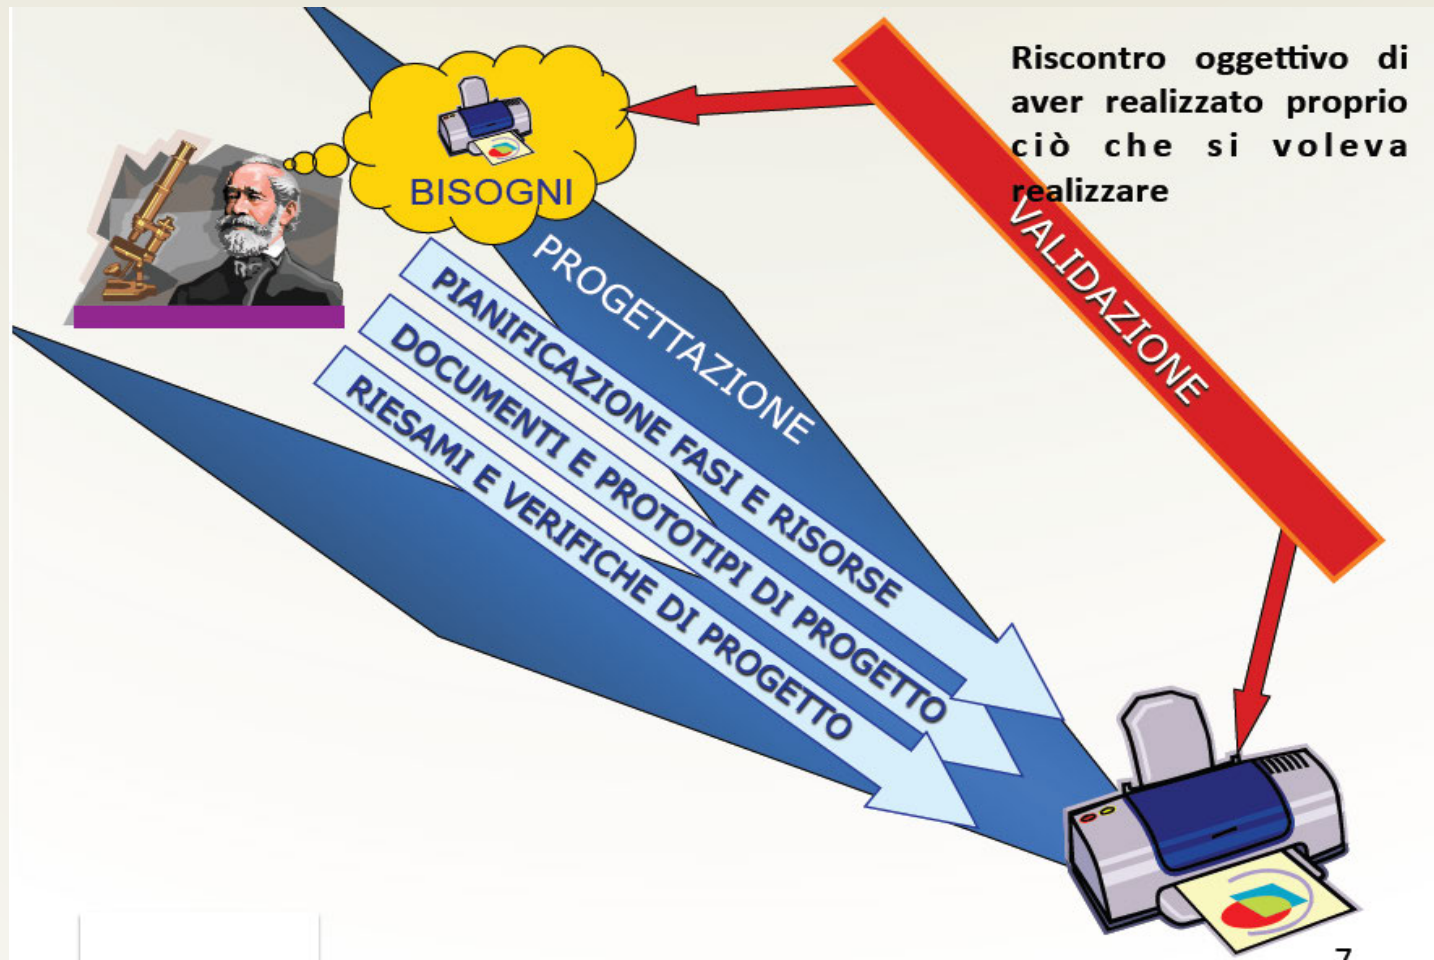 Riscontro oggettivo di
aver realizzato proprio
ciò che si voleva
realizzare
BISOGNI
VALIDAZIONE
PROGETTAZIONE
PIANIFICAZIONE FASI E RISORSE
DOCUMENTI E PROTOTIPI DI PROGETTO
RIESAMI E VERIFICHE DI PROGETTO
7